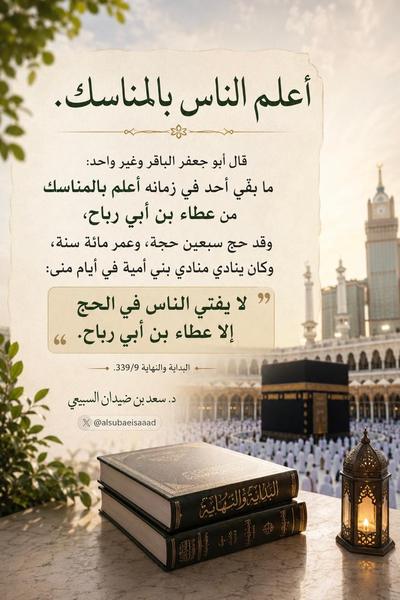 أعلم الناس بالمناسك.
قال أبو جعفر الباقر وغير واحد:
ما بقي أحد في زمانه أعلم بالمناسك
من عطاء بن أبي رباح،
وقد حج سبعين حجة، وعمر مائة سنة،
وكان ينادي منادي بني أمية في أيام منى:
” لا يفتي الناس في الحج
إلا عطاء بن أبي رباح. “
البداية والنهاية 339/9.
د. سعد بن ضيدان السبيعي
@alsubaeisaaad
البداية والنهاية